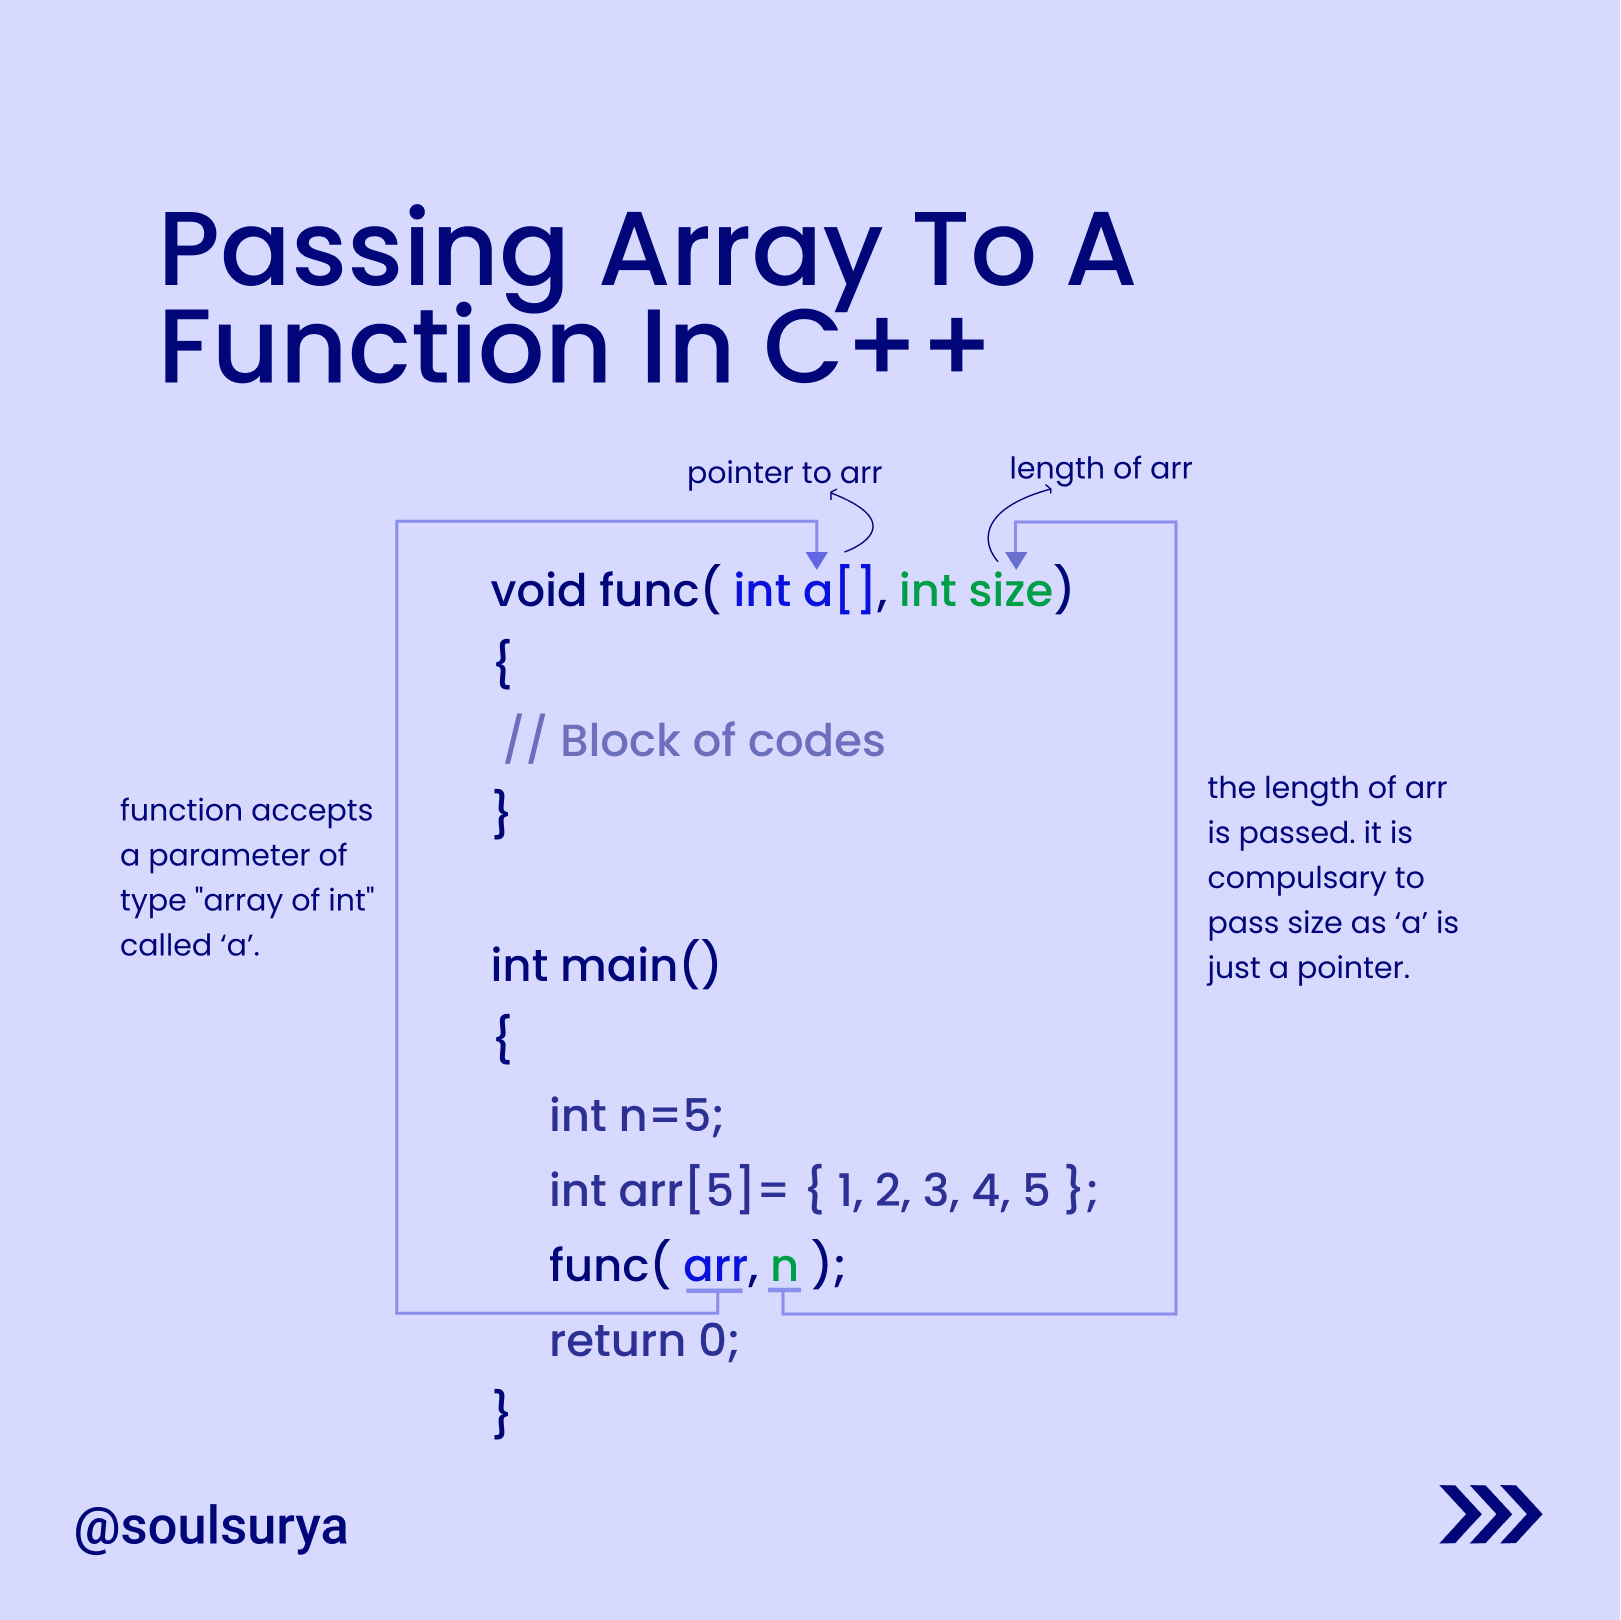 Passing Array To A
Function In C++
pointer to arr
length of arr
void func( int a[], int size)
{
// Block of codes
}
function accepts
a parameter of
type "array of int"
called ‘a’.
the length of arr
is passed. it is
compulsary to
pass size as ‘a’ is
just a pointer.
int main()
{
int n=5;
int arr[5]= { 1, 2, 3, 4, 5 };
func( arr, n );
return 0;
}
@soulsurya